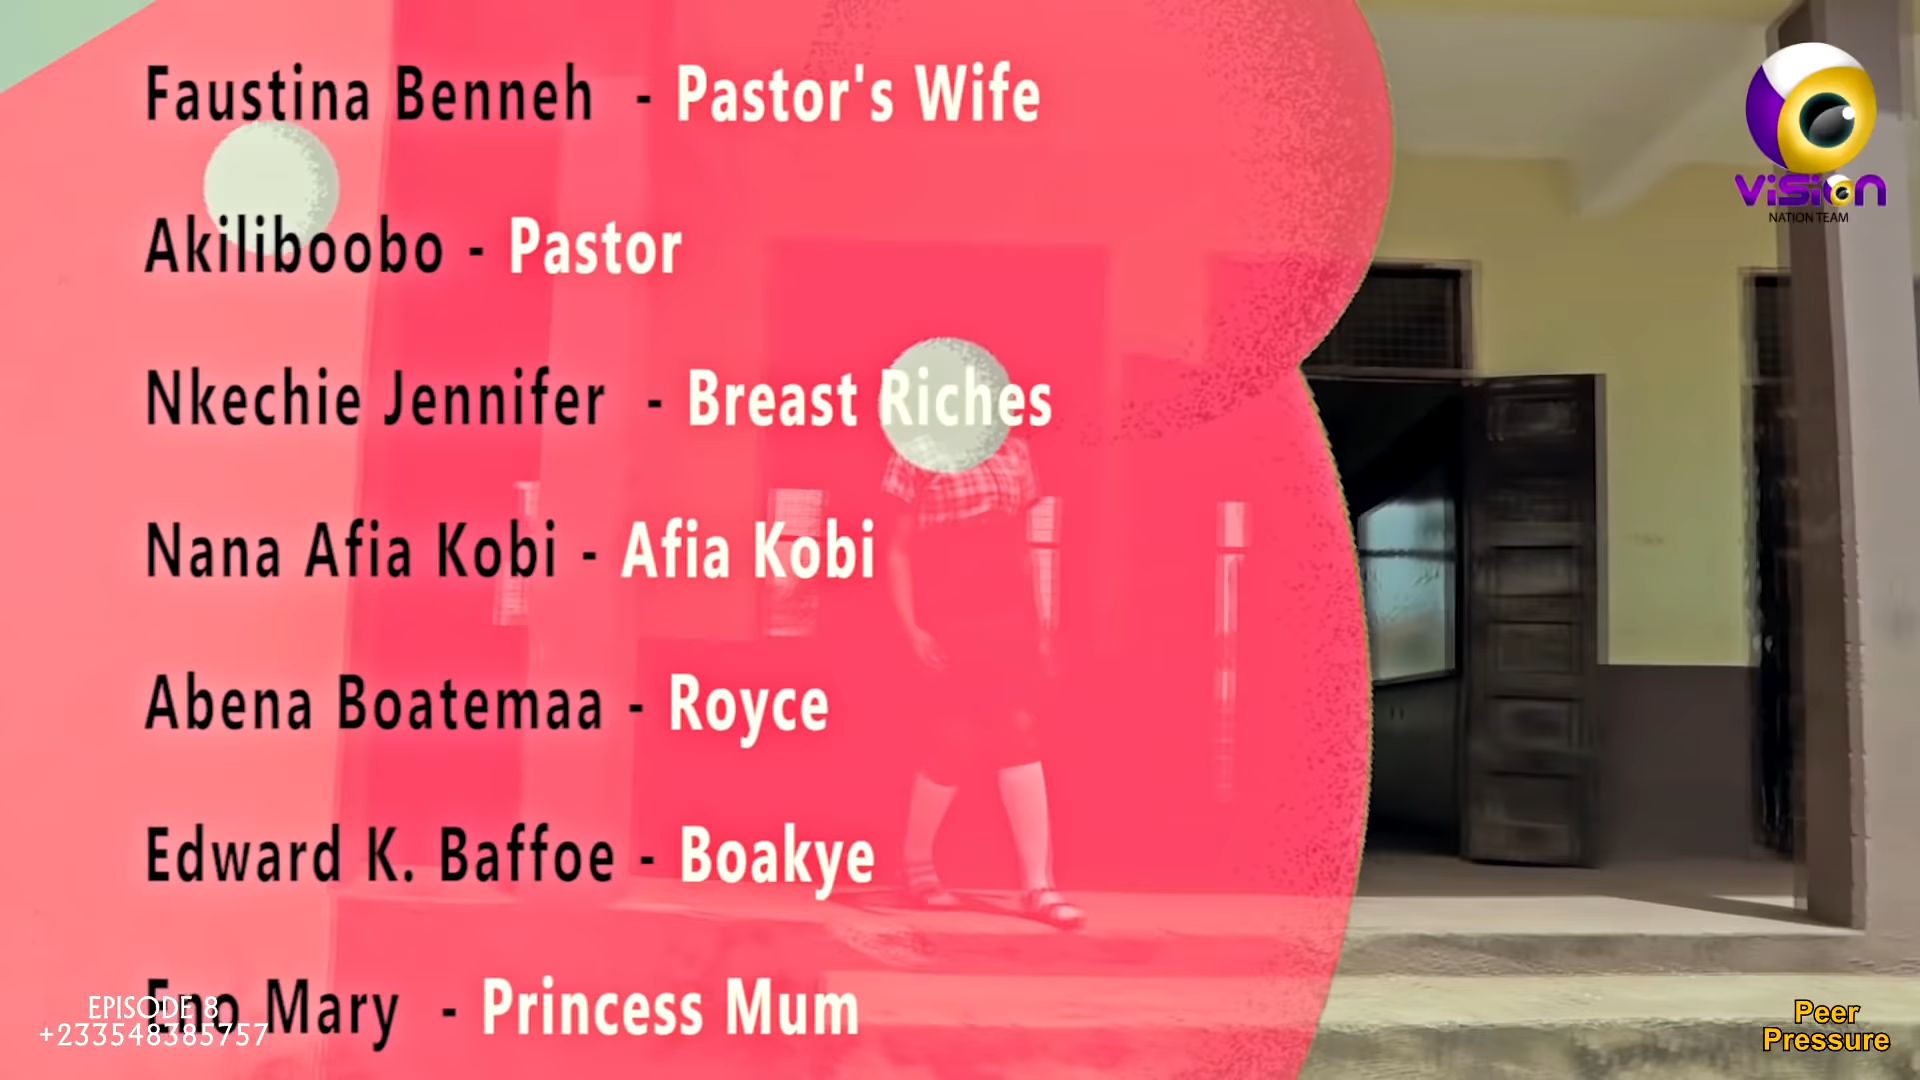 Faustina Benneh - Pastor's Wife
Akiliboobo - Pastor
Nkechie Jennifer - Breast Riches
Nana Afia Kobi - Afia Kobi
Abena Boatemaa - Royce
Edward K. Baffoe - Boakye
Eno Mary - Princess Mum
EPISODE 8
+233548385757
ViSiON
NATION TEAM
Peer
Pressure